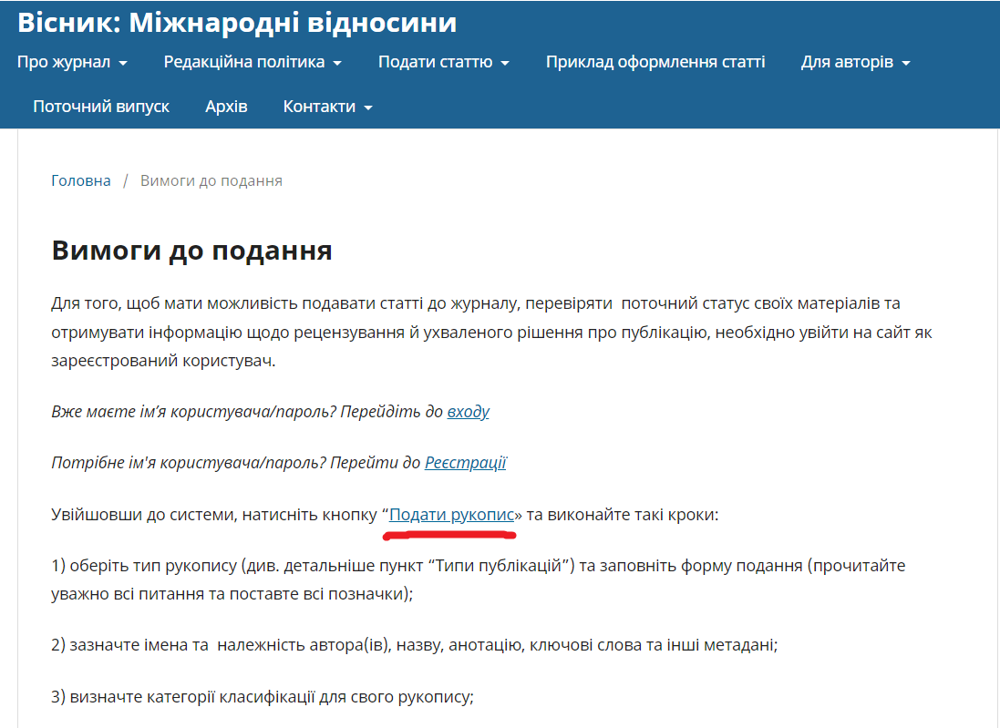 Вісник: Міжнародні відносини
Про журнал Редакційна політика Подати статтю Приклад оформлення статті Для авторів
Поточний випуск Архів Контакти
Головна / Вимоги до подання
Вимоги до подання
Для того, щоб мати можливість подавати статті до журналу, перевіряти поточний статус своїх матеріалів та
отримувати інформацію щодо рецензування й ухваленого рішення про публікацію, необхідно увійти на сайт як
зареєстрований користувач.
Вже маєте ім’я користувача/пароль? Перейдіть до входу
Потрібне ім'я користувача/пароль? Перейти до Реєстрації
Увійшовши до системи, натисніть кнопку “Подати рукопис» та виконайте такі кроки:
1) оберіть тип рукопису (див. детальніше пункт “Типи публікацій”) та заповніть форму подання (прочитайте
уважно всі питання та поставте всі позначки);
2) зазначте імена та належність автора(ів), назву, анотацію, ключові слова та інші метадані;
3) визначте категорії класифікації для свого рукопису;